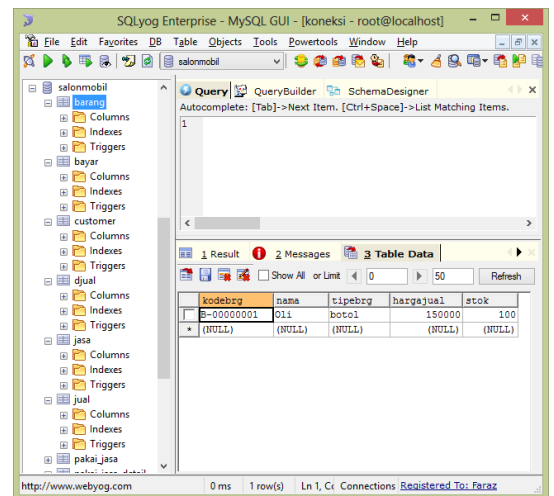 SQLyog Enterprise - MySQL GUI - [koneksi - root@localhost]
File Edit Favorites DB Table Objects Tools Powertools Window Help
salonmobil
salonmobil
barang
Columns
Indexes
Triggers
bayar
Columns
Indexes
Triggers
customer
Columns
Indexes
Triggers
djual
Columns
Indexes
Triggers
jasa
Columns
Indexes
Triggers
jual
Columns
Indexes
Triggers
pakai_jasa
pakai_jasa_detail
Query QueryBuilder SchemaDesigner
Autocomplete: [Tab]->Next Item. [Ctrl+Space]->List Matching Items.
1
1 Result 2 Messages 3 Table Data
Show All or Limit 0 50 Refresh
kodebrg nama tipebrg hargajual stok
B-00000001 Oli botol 150000 100
* (NULL) (NULL) (NULL) (NULL) (NULL)
http://www.webyog.com 0 ms 1 row(s) Ln 1, Cc Connections Registered To: Faraz